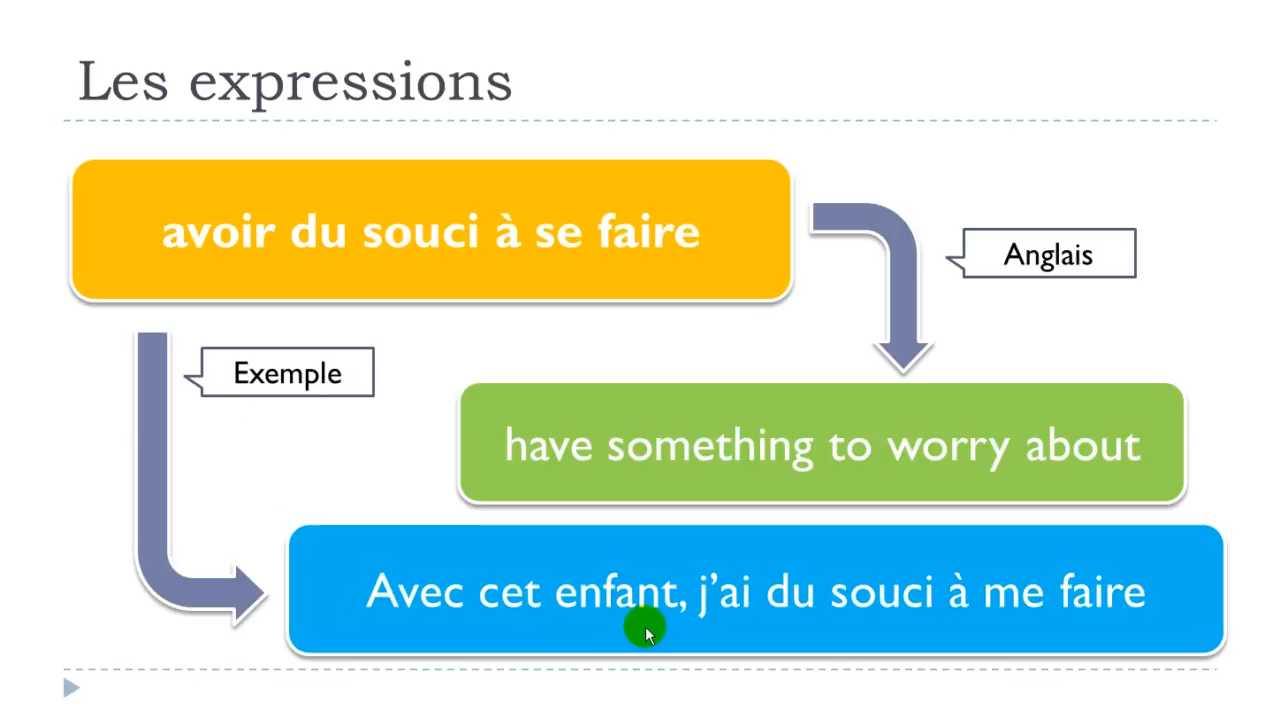 Les expressions
avoir du souci à se faire
Anglais
Exemple
have something to worry about
Avec cet enfant, j’ai du souci à me faire